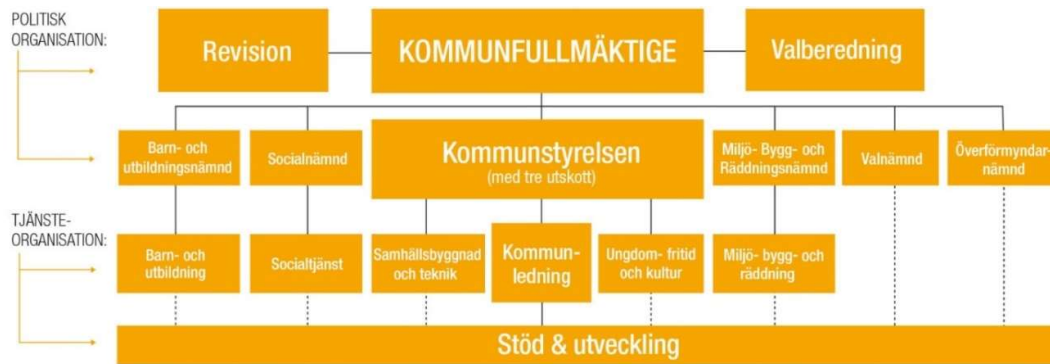 POLITISK
ORGANISATION:
Revision
KOMMUNFULLMÄKTIGE
Valberedning
Barn- och
utbildningsnämnd
Socialnämnd
Kommunstyrelsen
(med tre utskott)
Miljö- Bygg- och
Räddningsnämnd
Valnämnd
Överförmyndar-
nämnd
TJÄNSTE-
ORGANISATION:
Barn- och
utbildning
Socialtjänst
Samhällsbyggnad
och teknik
Kommun-
ledning
Ungdom- fritid
och kultur
Miljö- bygg- och
räddning
Stöd & utveckling